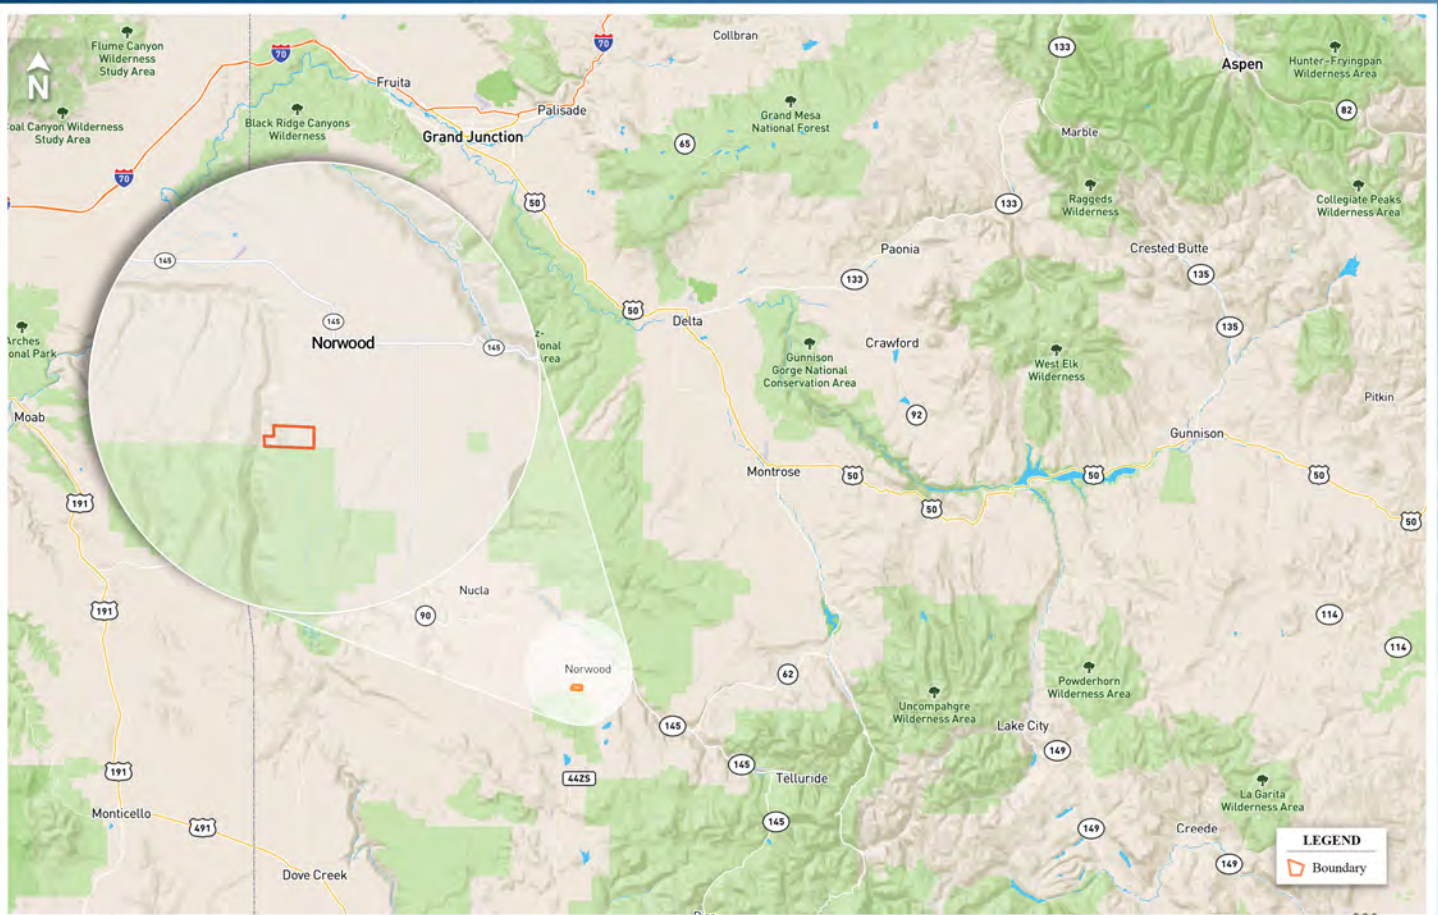 N
Flume Canyon
Wilderness
Study Area
70
70
Collbran
133
Aspen
Hunter-Fryingpan
Wilderness Area
Fruita
82
oal Canyon Wilderness
Study Area
Black Ridge Canyons
Wilderness
Palisade
Grand Junction
Grand Mesa
National Forest
65
Marble
70
50
133
Raggeds
Wilderness
Collegiate Peaks
Wilderness Area
145
Paonia
133
Crested Butte
135
145
Norwood
145
50
Delta
135
Arches
onal Park
z-
onal
rea
Gunnison
Gorge National
Conservation Area
Crawford
West Elk
Wilderness
Pitkin
Moab
92
Gunnison
191
Montrose
50
50
50
50
50
191
Nucla
90
114
114
Norwood
62
Powderhorn
Wilderness Area
Uncompahgre
Wilderness Area
145
Lake City
149
191
44ZS
145
Telluride
La Garita
Wilderness Area
Monticello
491
145
149
Creede
149
Dove Creek
LEGEND
Boundary